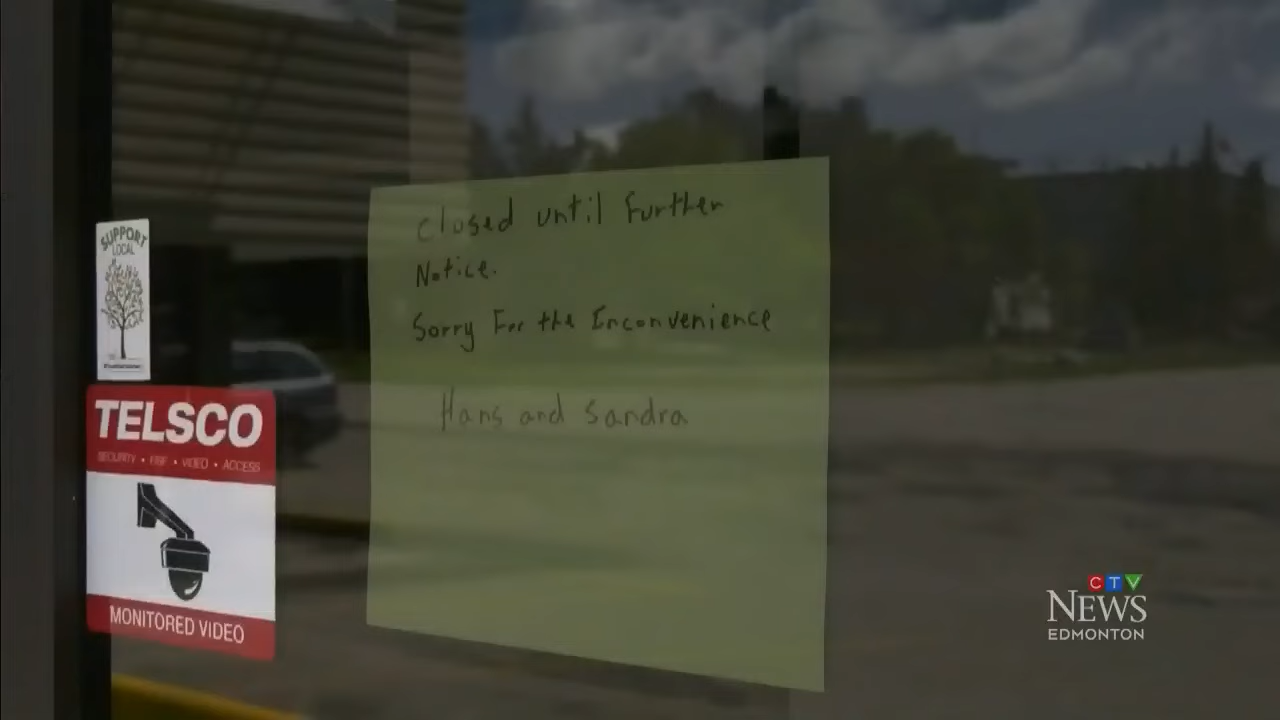 Closed until Further
Notice.
Sorry For the Inconvenience
Hans and Sandra
SUPPORT
LOCAL
TELSCO
SECURITY • FIRE • VIDEO • ACCESS
MONITORED VIDEO
CTV
NEWS
EDMONTON